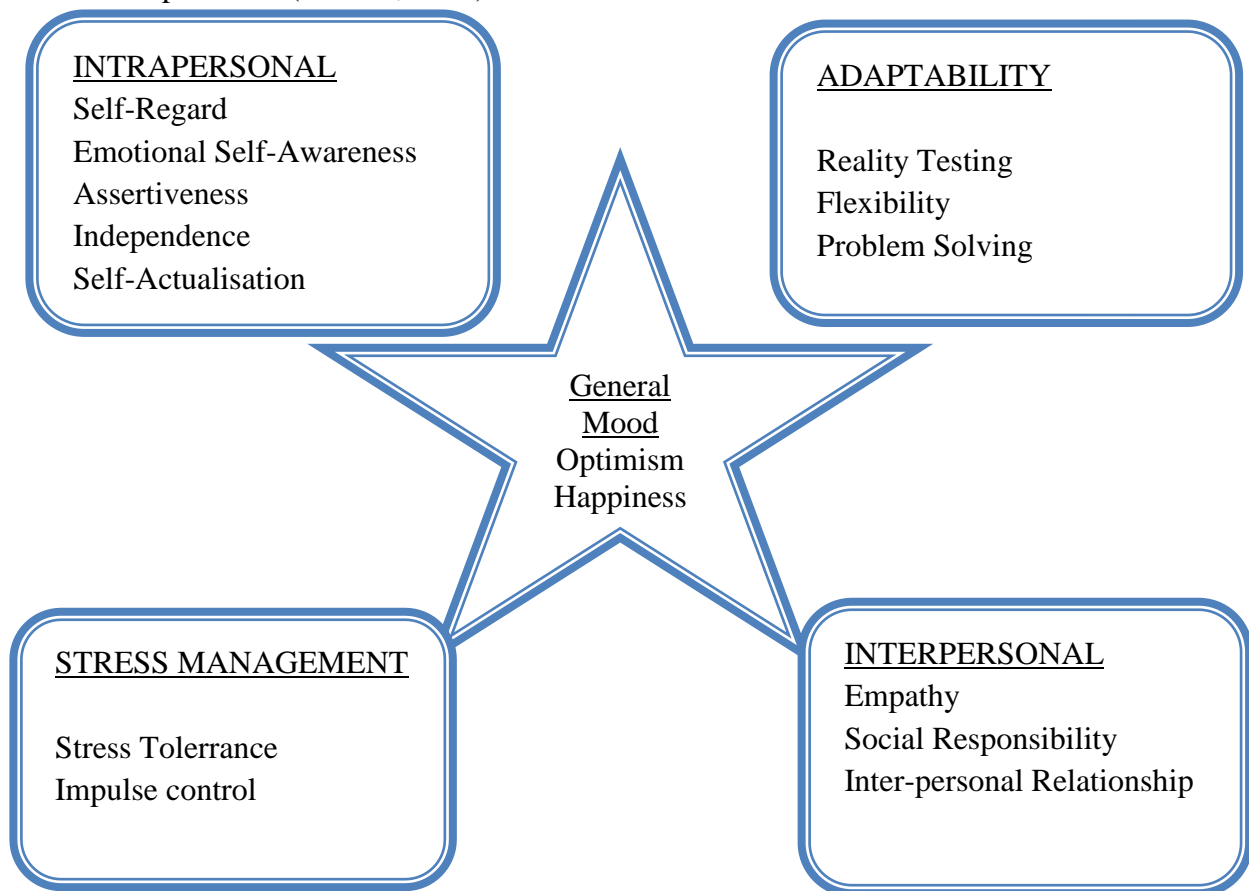 INTRAPERSONAL
Self-Regard
Emotional Self-Awareness
Assertiveness
Independence
Self-Actualisation
ADAPTABILITY
Reality Testing
Flexibility
Problem Solving
General
Mood
Optimism
Happiness
STRESS MANAGEMENT
Stress Tolerrance
Impulse control
INTERPERSONAL
Empathy
Social Responsibility
Inter-personal Relationship